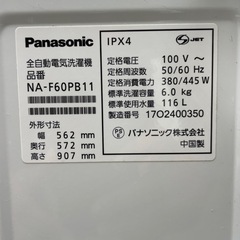 Panasonic
全自動電気洗濯機
品番
NA-F60PB11
外形寸法
幅 562 mm
奥行 572 mm
高さ 907 mm
IPX4
JET
定格電圧 100 V ～
定格周波数 50/60 Hz
定格消費電力 380/445 W
標準洗濯容量 6.0 kg
標準使用水量 116 L
製造番号 17O2400350
PS E パナソニック株式会社
中国製